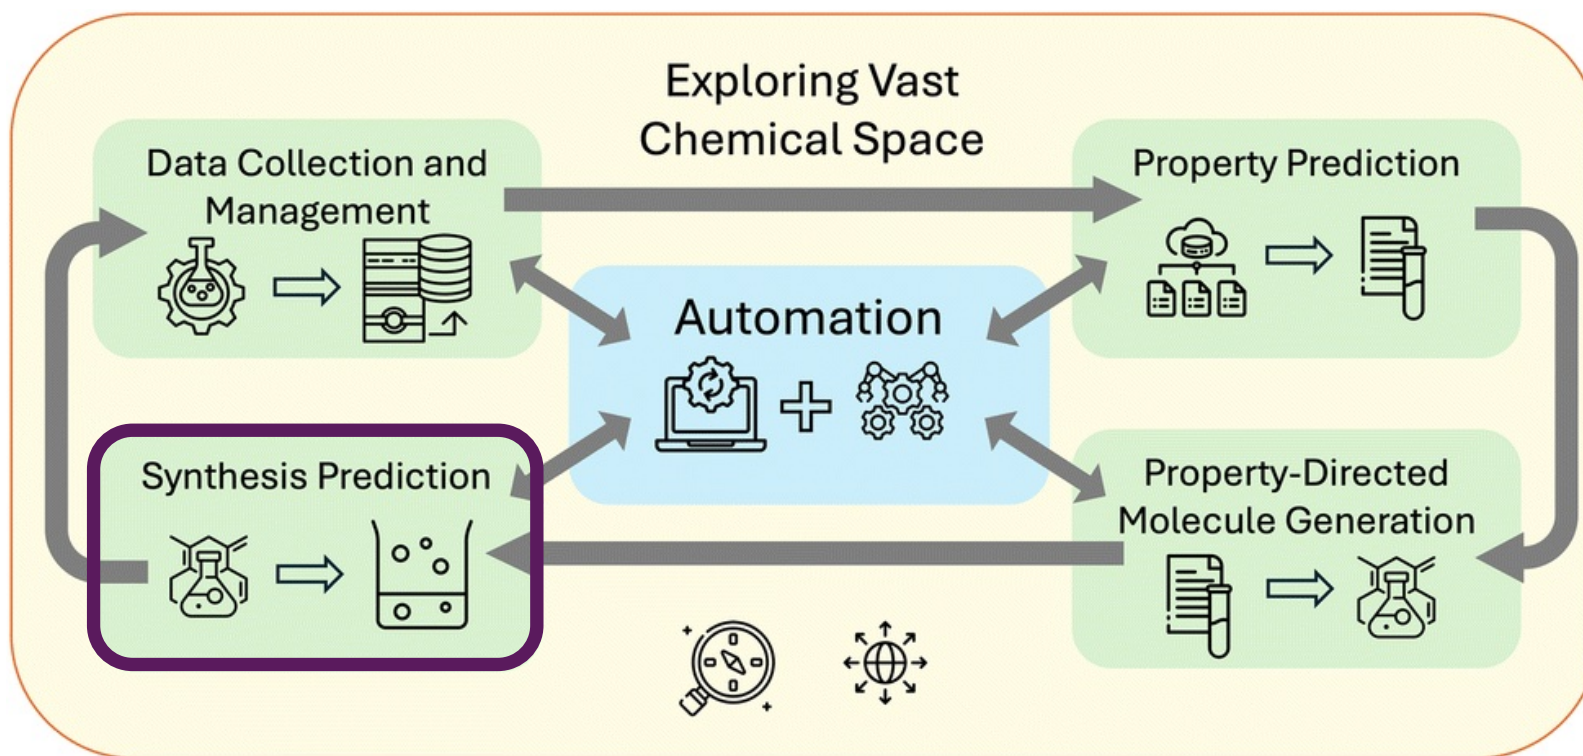 Exploring Vast
Chemical Space
Data Collection and
Management
Property Prediction
Automation
Synthesis Prediction
Property-Directed
Molecule Generation